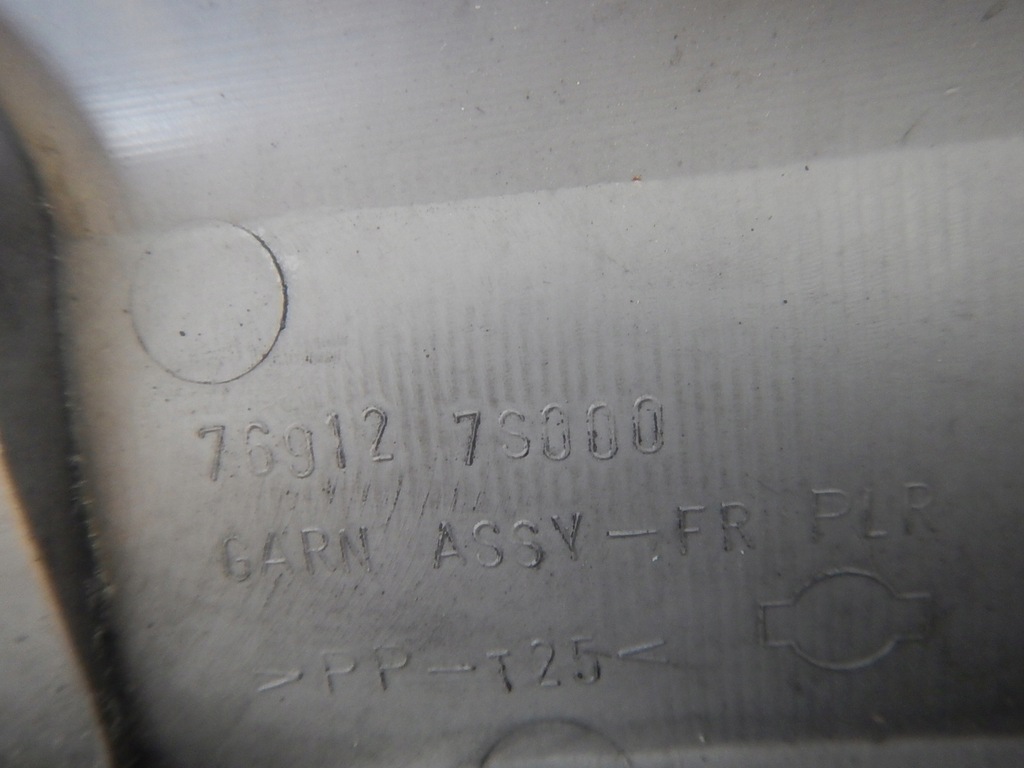 76912 7S000
GARN ASSY-FR PLR
>PP-T25<